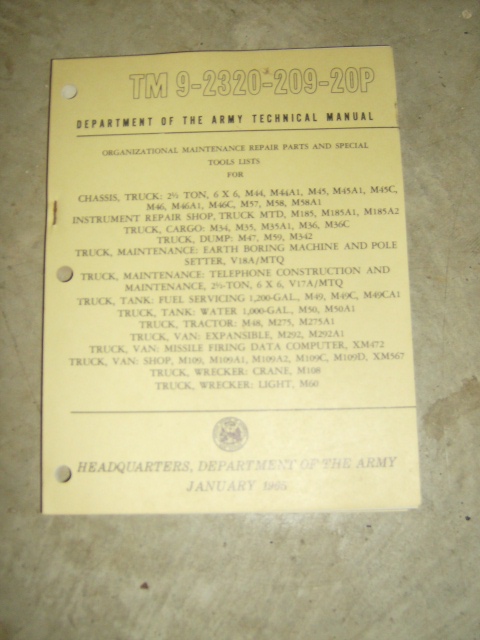 TM 9-2320-209-20P
DEPARTMENT OF THE ARMY TECHNICAL MANUAL
ORGANIZATIONAL MAINTENANCE REPAIR PARTS AND SPECIAL
TOOLS LISTS
FOR
CHASSIS, TRUCK: 2½ TON, 6 X 6, M44, M44A1, M45, M45A1, M45C,
M46, M46A1, M46C, M57, M58, M58A1
INSTRUMENT REPAIR SHOP, TRUCK MTD, M185, M185A1, M185A2
TRUCK, CARGO: M34, M35, M35A1, M36, M36C
TRUCK, DUMP: M47, M59, M342
TRUCK, MAINTENANCE: EARTH BORING MACHINE AND POLE
SETTER, V18A/MTQ
TRUCK, MAINTENANCE: TELEPHONE CONSTRUCTION AND
MAINTENANCE, 2½-TON, 6 X 6, V17A/MTQ
TRUCK, TANK: FUEL SERVICING 1,200-GAL., M49, M49C, M49CA1
TRUCK, TANK: WATER 1,000-GAL., M50, M50A1
TRUCK, TRACTOR: M48, M275, M275A1
TRUCK, VAN: EXPANSIBLE, M292, M292A1
TRUCK, VAN: MISSILE FIRING DATA COMPUTER, XM472
TRUCK, VAN: SHOP, M109, M109A1, M109A2, M109C, M109D, XM567
TRUCK, WRECKER: CRANE, M108
TRUCK, WRECKER: LIGHT, M60
HEADQUARTERS, DEPARTMENT OF THE ARMY
JANUARY